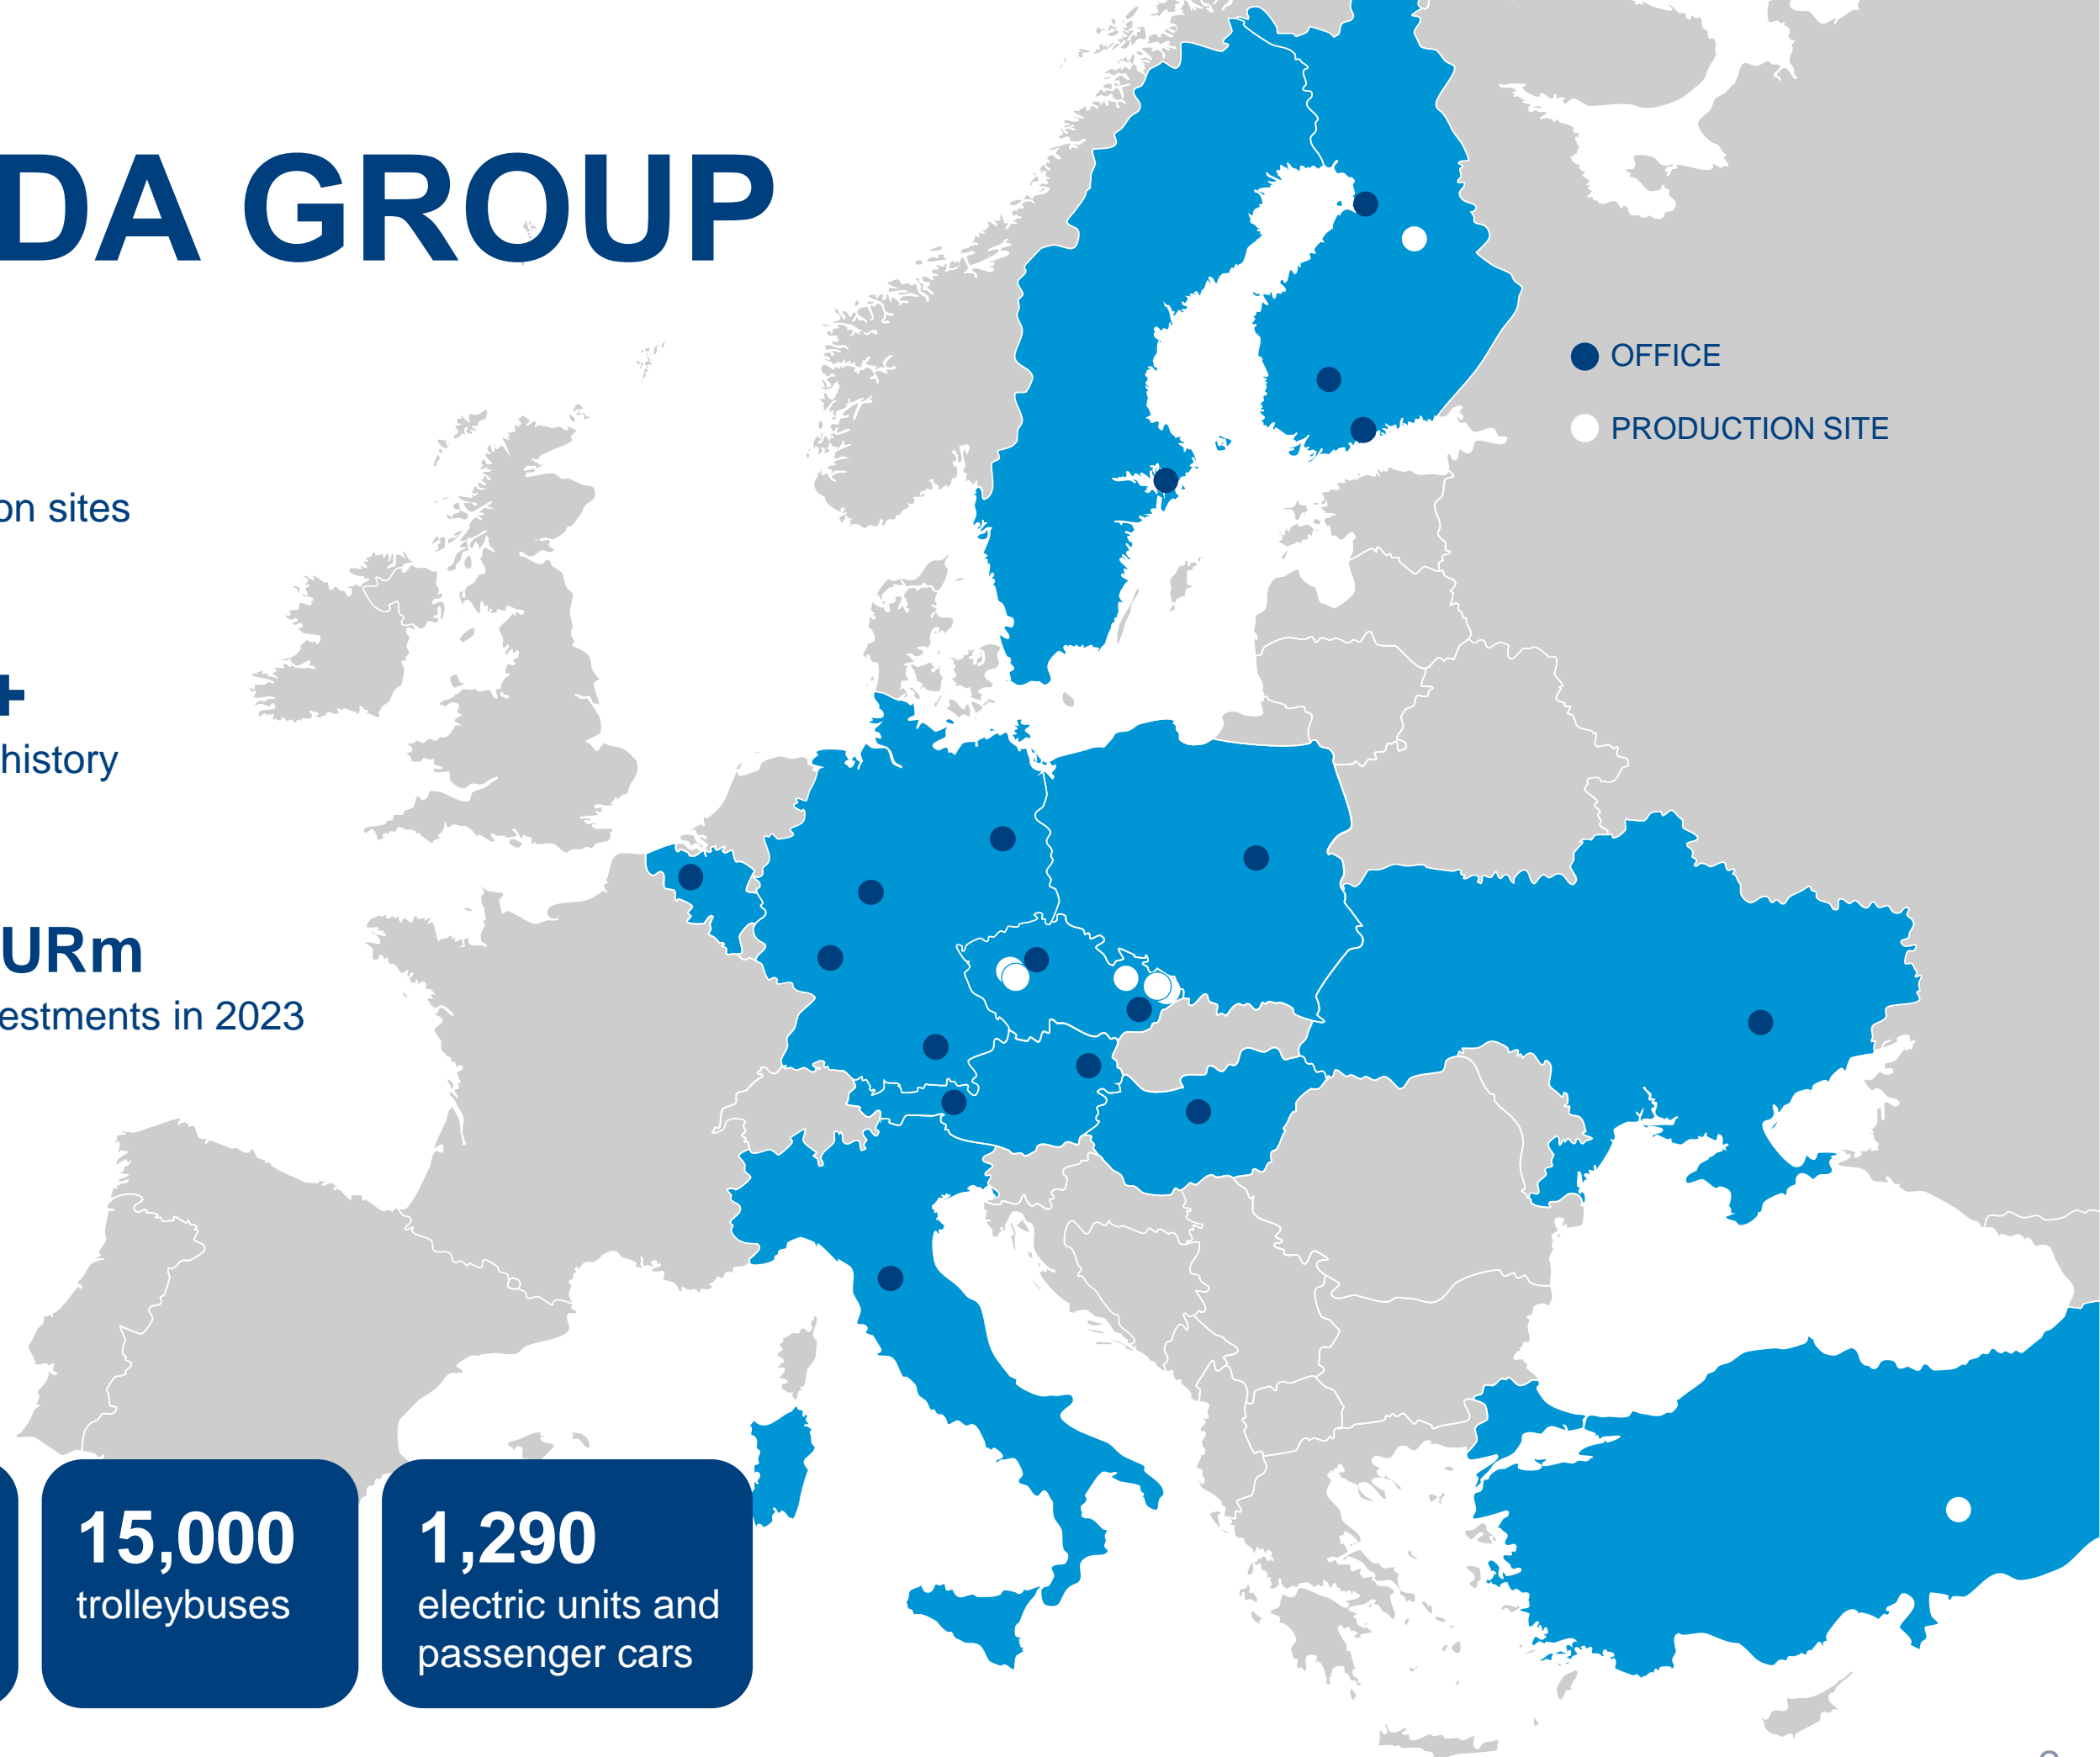 DA GROUP
OFFICE
PRODUCTION SITE
on sites
+
history
URm
estments in 2023
15,000
trolleybuses
1,290
electric units and
passenger cars